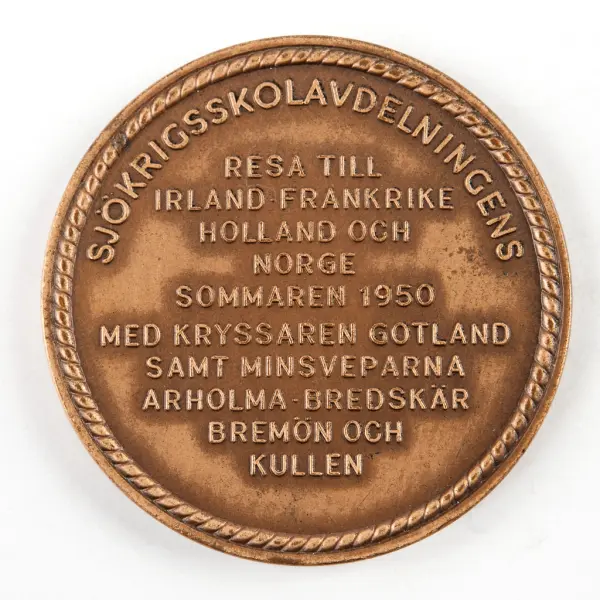 SJÖKRIGSSKOLAVDELNINGENS
RESA TILL
IRLAND-FRANKRIKE
HOLLAND OCH
NORGE
SOMMAREN 1950
MED KRYSSAREN GOTLAND
SAMT MINSVEPARNA
ARHOLMA-BREDSKÄR
BREMÖN OCH
KULLEN